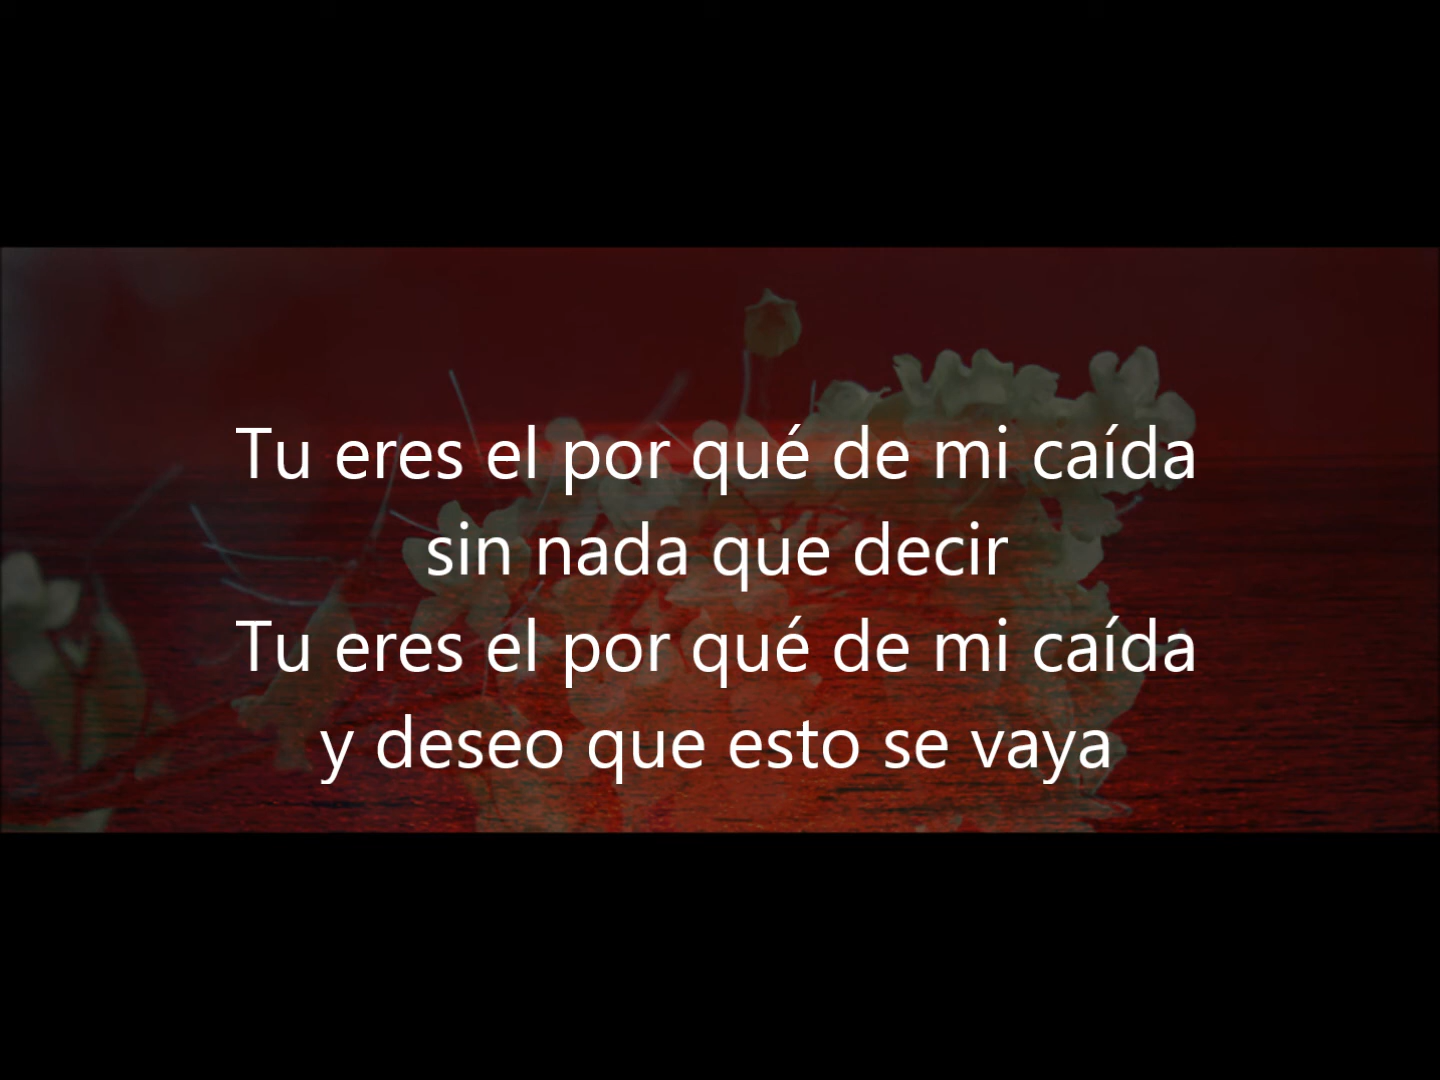 Tu eres el por qué de mi caída
sin nada que decir
Tu eres el por qué de mi caída
y deseo que esto se vaya